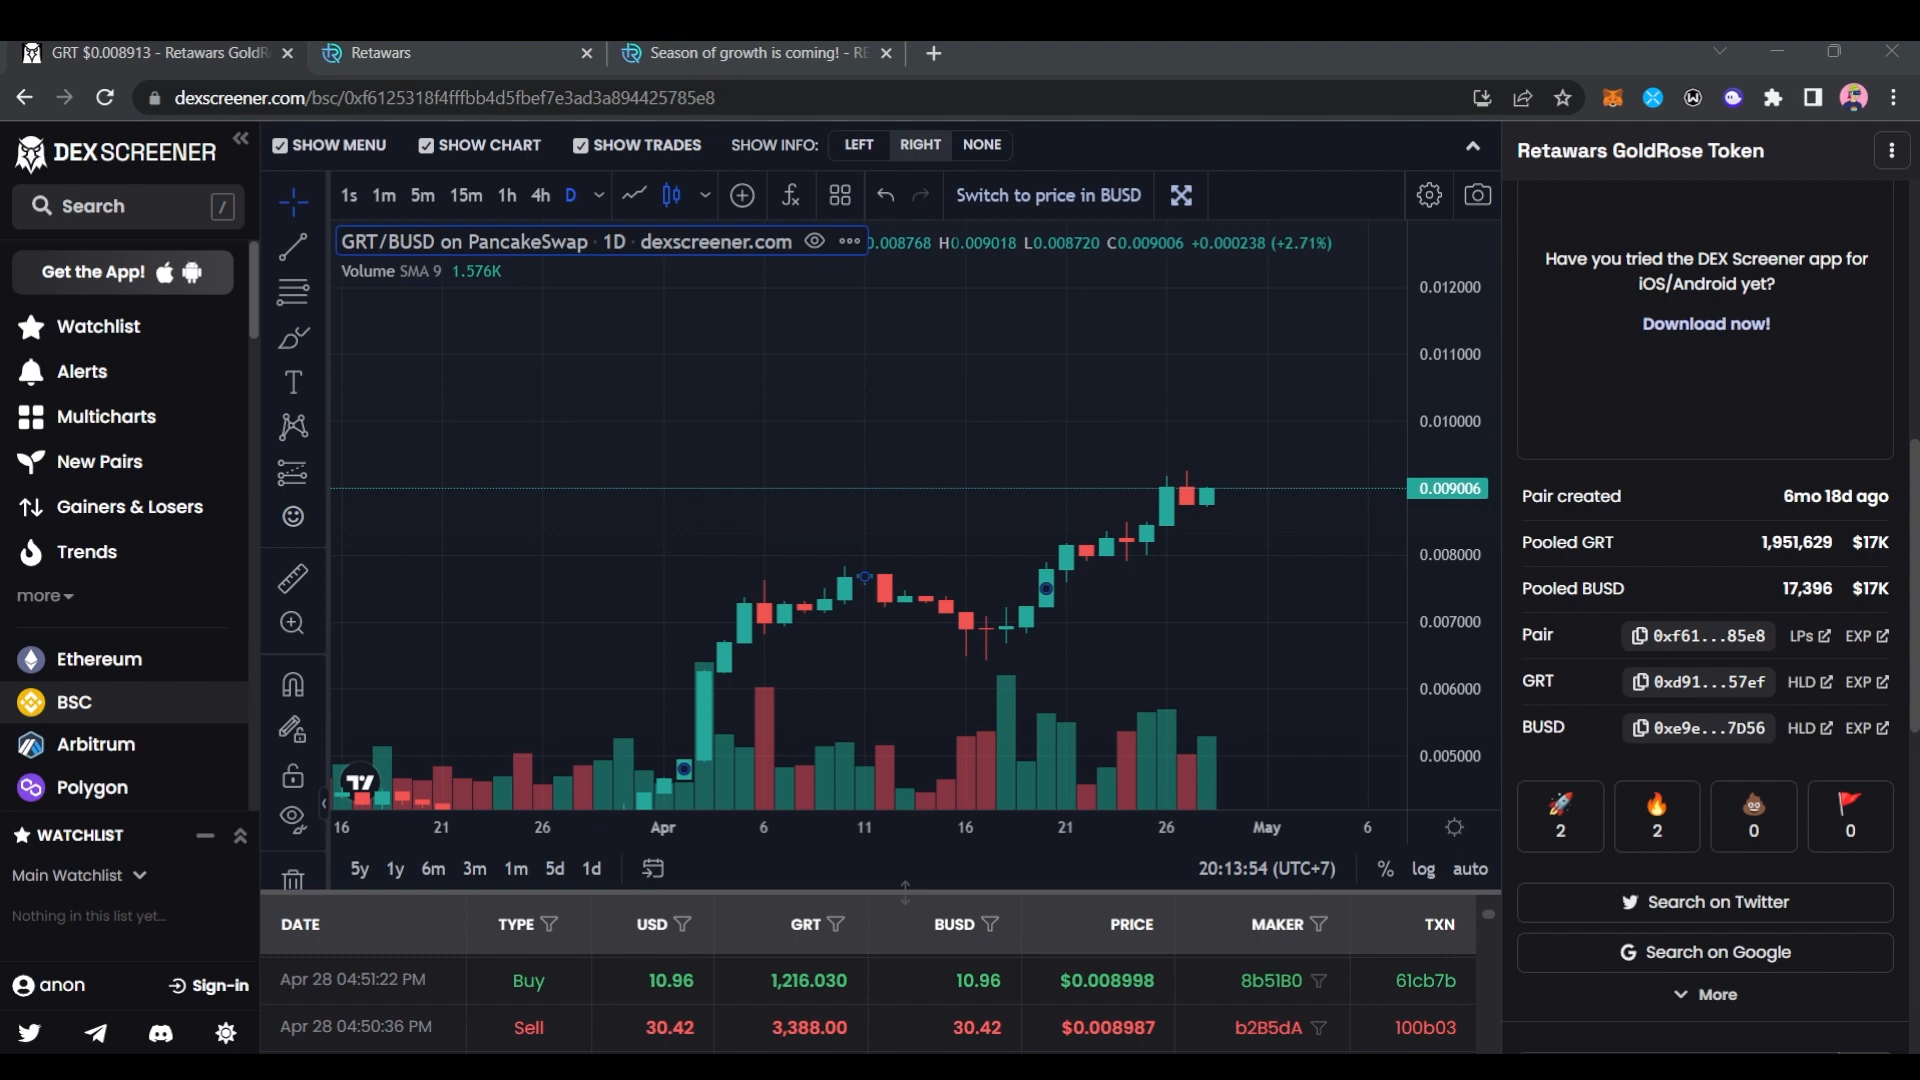 GRT $0.008913 - Retawars GoldR
Retawars
Season of growth is coming! - RE
dexscreener.com/bsc/0xf6125318f4fffbb4d5fbef7e3ad3a894425785e8
DEX SCREENER
Search /
Get the App!
Watchlist
Alerts
Multicharts
New Pairs
Gainers & Losers
Trends
more
Ethereum
BSC
Arbitrum
Polygon
WATCHLIST
Main Watchlist
Nothing in this list yet...
anon Sign-in
SHOW MENU SHOW CHART SHOW TRADES SHOW INFO: LEFT RIGHT NONE
1s 1m 5m 15m 1h 4h D Switch to price in BUSD
GRT/BUSD on PancakeSwap · 1D · dexscreener.com 0.008768 H0.009018 L0.008720 C0.009006 +0.000238 (+2.71%)
Volume SMA 9 1.576K
0.012000
0.011000
0.010000
0.009006
0.008000
0.007000
0.006000
0.005000
16 21 26 Apr 6 11 16 21 26 May 6
5y 1y 6m 3m 1m 5d 1d 20:13:54 (UTC+7) % log auto
DATE TYPE USD GRT BUSD PRICE MAKER TXN
Apr 28 04:51:22 PM Buy 10.96 1,216.030 10.96 $0.008998 8b51B0 61cb7b
Apr 28 04:50:36 PM Sell 30.42 3,388.00 30.42 $0.008987 b2B5dA 100b03
Retawars GoldRose Token
Have you tried the DEX Screener app for
iOS/Android yet?
Download now!
Pair created 6mo 18d ago
Pooled GRT 1,951,629 $17K
Pooled BUSD 17,396 $17K
Pair 0xf61...85e8 LPs EXP
GRT 0xd91...57ef HLD EXP
BUSD 0xe9e...7D56 HLD EXP
2 2 0 0
Search on Twitter
Search on Google
More